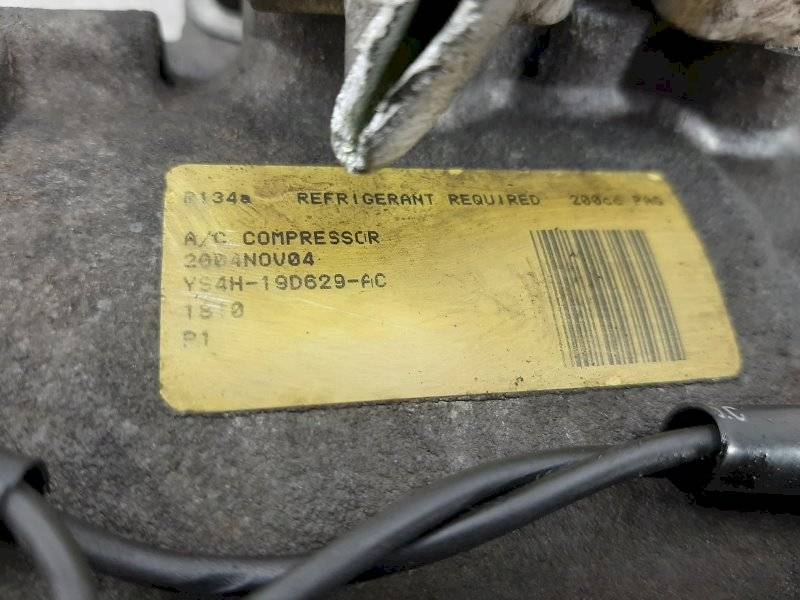 R134a REFRIGERANT REQUIRED 200cc PAG
A/C COMPRESSOR
2004NOV04
YS4H-19D629-AC
P1